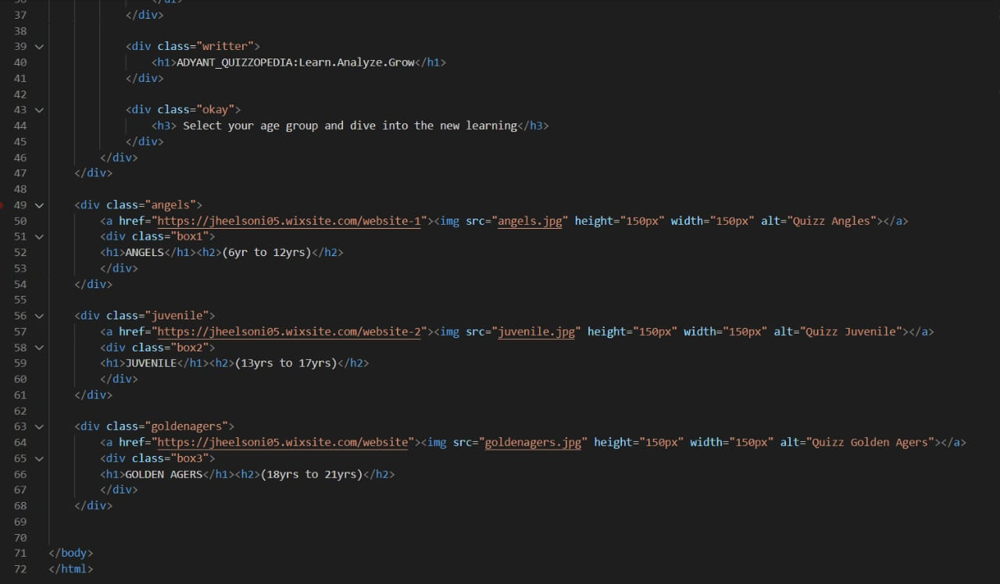 37 </div>
38
39 <div class="writter">
40 <h1>ADYANT_QUIZZOPEDIA:Learn.Analyze.Grow</h1>
41 </div>
42
43 <div class="okay">
44 <h3> Select your age group and dive into the new learning</h3>
45 </div>
46 </div>
47 </div>
48
49 <div class="angels">
50 <a href="https://jheelsoni05.wixsite.com/website-1"><img src="angels.jpg" height="150px" width="150px" alt="Quizz Angles"></a>
51 <div class="box1">
52 <h1>ANGELS</h1><h2>(6yr to 12yrs)</h2>
53 </div>
54 </div>
55
56 <div class="juvenile">
57 <a href="https://jheelsoni05.wixsite.com/website-2"><img src="juvenile.jpg" height="150px" width="150px" alt="Quizz Juvenile"></a>
58 <div class="box2">
59 <h1>JUVENILE</h1><h2>(13yrs to 17yrs)</h2>
60 </div>
61 </div>
62
63 <div class="goldenagers">
64 <a href="https://jheelsoni05.wixsite.com/website"><img src="goldenagers.jpg" height="150px" width="150px" alt="Quizz Golden Agers"></a>
65 <div class="box3">
66 <h1>GOLDEN AGERS</h1><h2>(18yrs to 21yrs)</h2>
67 </div>
68 </div>
69
70
71 </body>
72 </html>